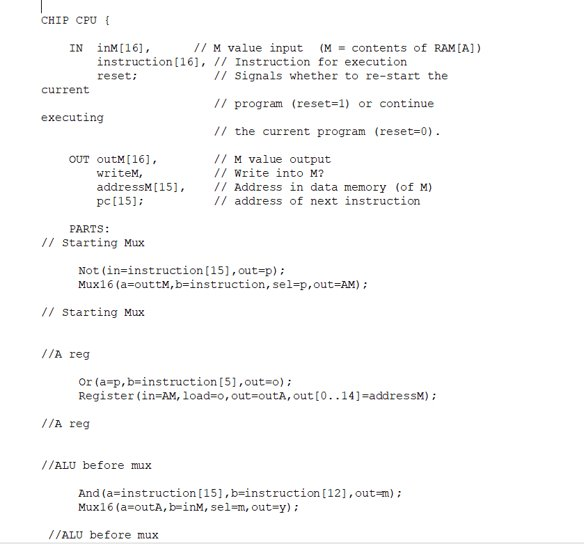 CHIP CPU {
IN  inM[16],      // M value input  (M = contents of RAM[A])
instruction[16], // Instruction for execution
reset;           // Signals whether to re-start the
current
// program (reset=1) or continue
executing
// the current program (reset=0).
OUT outM[16],        // M value output
writeM,          // Write into M?
addressM[15],    // Address in data memory (of M)
pc[15];          // address of next instruction
PARTS:
// Starting Mux
Not(in=instruction[15],out=p);
Mux16(a=outtM,b=instruction,sel=p,out=AM);
// Starting Mux
//A reg
Or(a=p,b=instruction[5],out=o);
Register(in=AM,load=o,out=outA,out[0..14]=addressM);
//A reg
//ALU before mux
And(a=instruction[15],b=instruction[12],out=m);
Mux16(a=outA,b=inM,sel=m,out=y);
//ALU before mux